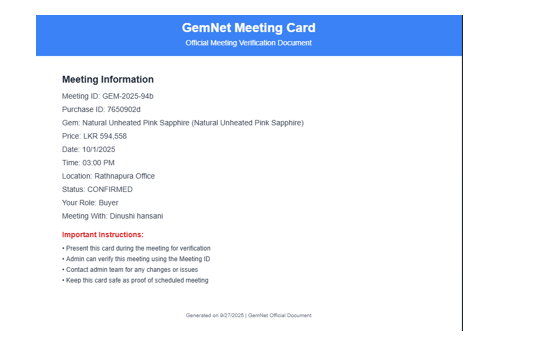 GemNet Meeting Card
Official Meeting Verification Document
Meeting Information
Meeting ID: GEM-2025-94b
Purchase ID: 7650902d
Gem: Natural Unheated Pink Sapphire (Natural Unheated Pink Sapphire)
Price: LKR 594,558
Date: 10/1/2025
Time: 03:00 PM
Location: Rathnapura Office
Status: CONFIRMED
Your Role: Buyer
Meeting With: Dinushi hansani
Important Instructions:
• Present this card during the meeting for verification
• Admin can verify this meeting using the Meeting ID
• Contact admin team for any changes or issues
• Keep this card safe as proof of scheduled meeting
Generated on 9/27/2025 | GemNet Official Document